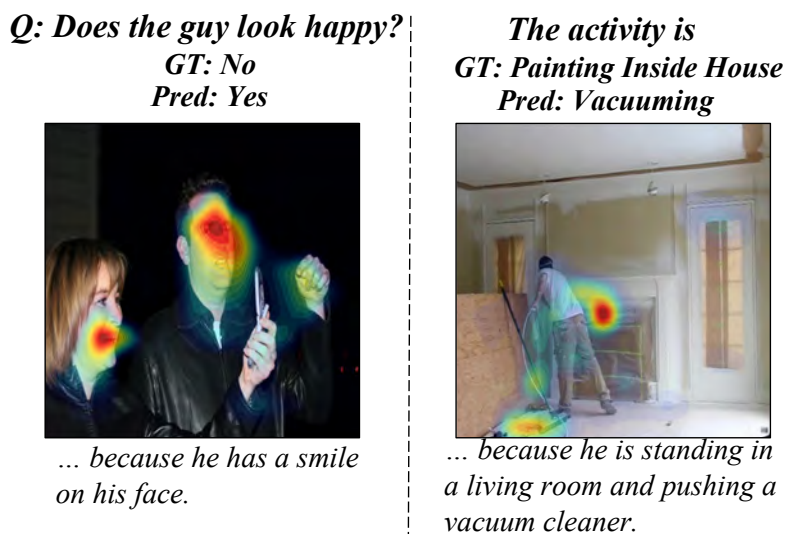 Q: Does the guy look happy?
GT: No
Pred: Yes
... because he has a smile
on his face.
The activity is
GT: Painting Inside House
Pred: Vacuuming
... because he is standing in
a living room and pushing a
vacuum cleaner.